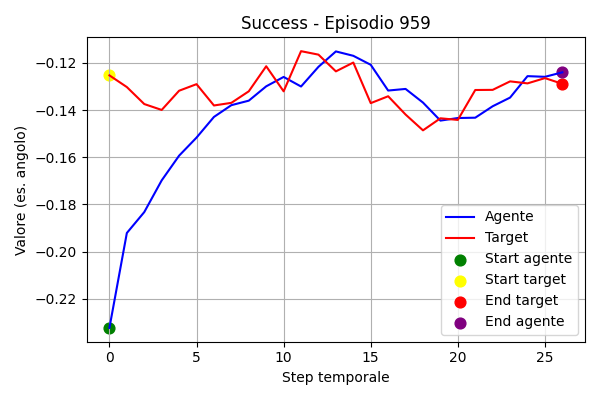 Success - Episodio 959
Valore (es. angolo)
−0.12
−0.14
−0.16
−0.18
−0.20
−0.22
0
5
10
15
20
25
Step temporale
Agente
Target
Start agente
Start target
End target
End agente